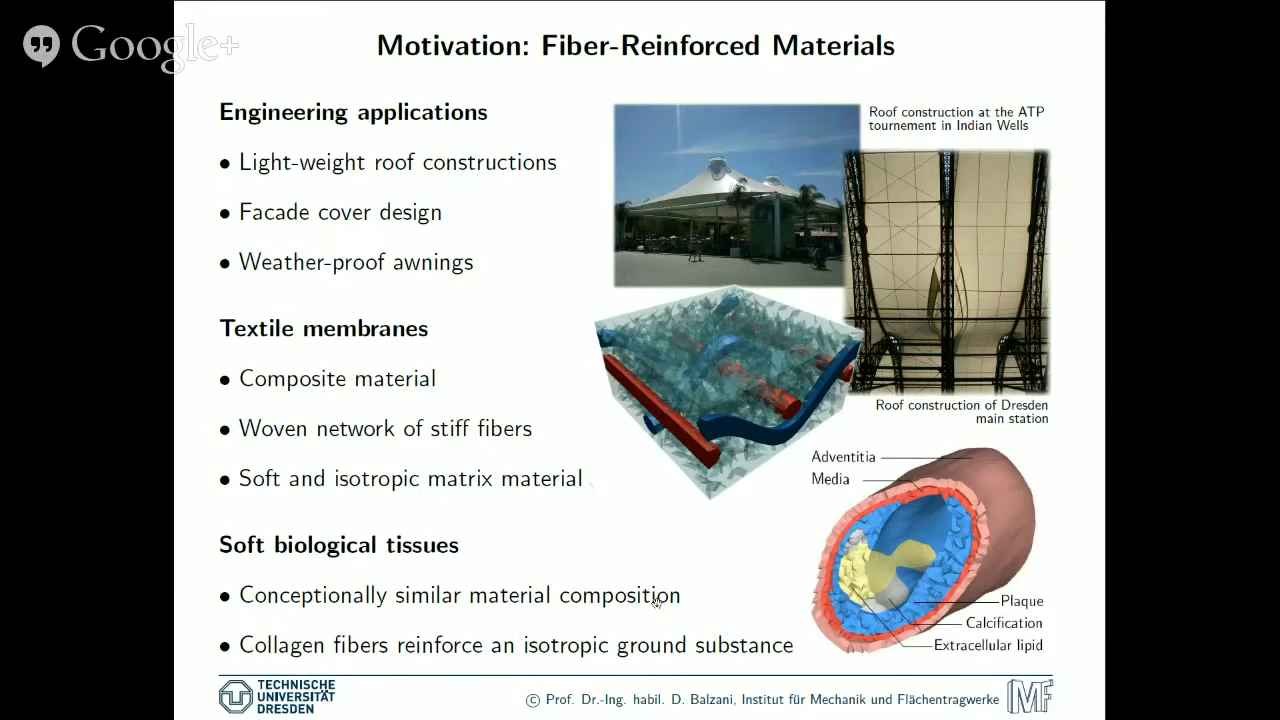 Google+
Motivation: Fiber-Reinforced Materials
Engineering applications
• Light-weight roof constructions
• Facade cover design
• Weather-proof awnings
Textile membranes
• Composite material
• Woven network of stiff fibers
• Soft and isotropic matrix material
Soft biological tissues
• Conceptionally similar material composition
• Collagen fibers reinforce an isotropic ground substance
Roof construction at the ATP
tournement in Indian Wells
Roof construction of Dresden
main station
Adventitia
Media
Plaque
Calcification
Extracellular lipid
TECHNISCHE
UNIVERSITÄT
DRESDEN
© Prof. Dr.-Ing. habil. D. Balzani, Institut für Mechanik und Flächentragwerke
IMF